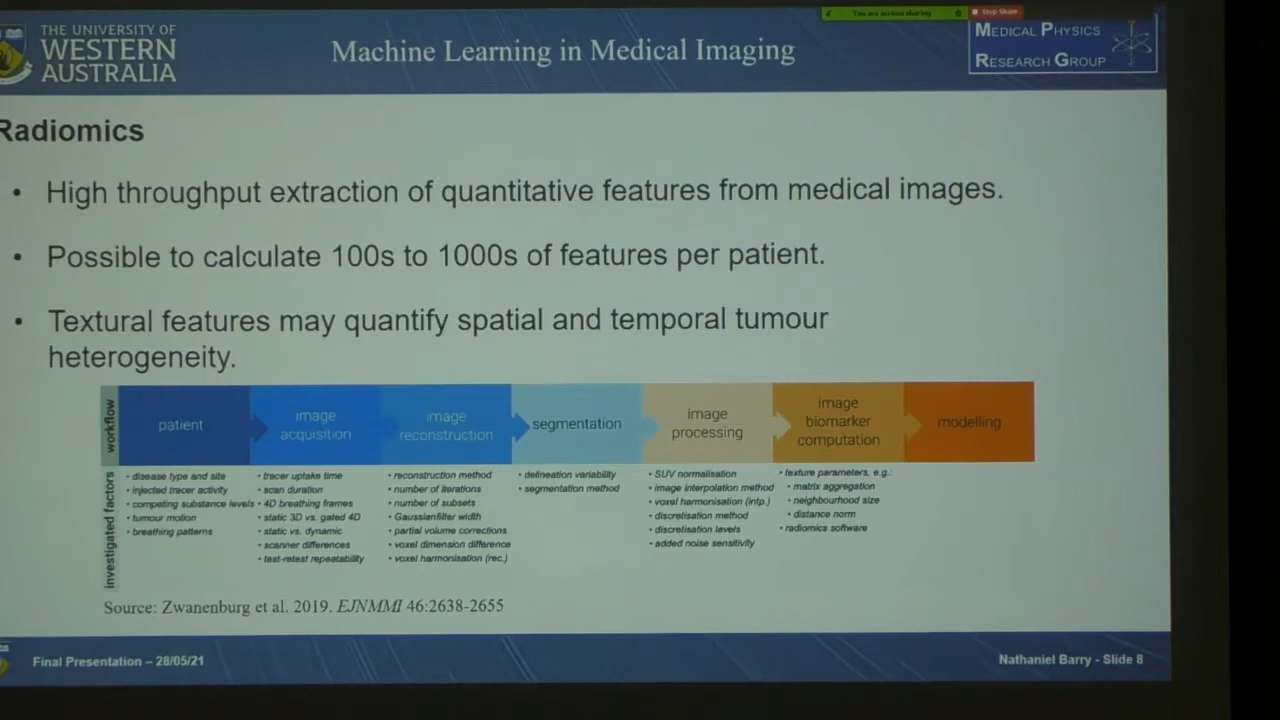 THE UNIVERSITY OF
WESTERN
AUSTRALIA
Machine Learning in Medical Imaging
You are screen sharing
Stop Share
MEDICAL PHYSICS
RESEARCH GROUP
Radiomics
• High throughput extraction of quantitative features from medical images.
• Possible to calculate 100s to 1000s of features per patient.
• Textural features may quantify spatial and temporal tumour
heterogeneity.
workflow
patient
image
acquisition
image
reconstruction
segmentation
image
processing
image
biomarker
computation
modelling
investigated factors
• disease type and site
• injected tracer activity
• competing substance levels
• tumour motion
• breathing patterns
• tracer uptake time
• scan duration
• 4D breathing frames
• static 3D vs. gated 4D
• static vs. dynamic
• scanner differences
• test-retest repeatability
• reconstruction method
• number of iterations
• number of subsets
• Gaussianfilter width
• partial volume corrections
• voxel dimension difference
• voxel harmonisation (rec.)
• delineation variability
• segmentation method
• SUV normalisation
• image interpolation method
• voxel harmonisation (intp.)
• discretisation method
• discretisation levels
• added noise sensitivity
• texture parameters, e.g.:
• matrix aggregation
• neighbourhood size
• distance norm
• radiomics software
Source: Zwanenburg et al. 2019. EJNMMI 46:2638-2655
Final Presentation – 28/05/21
Nathaniel Barry - Slide 8